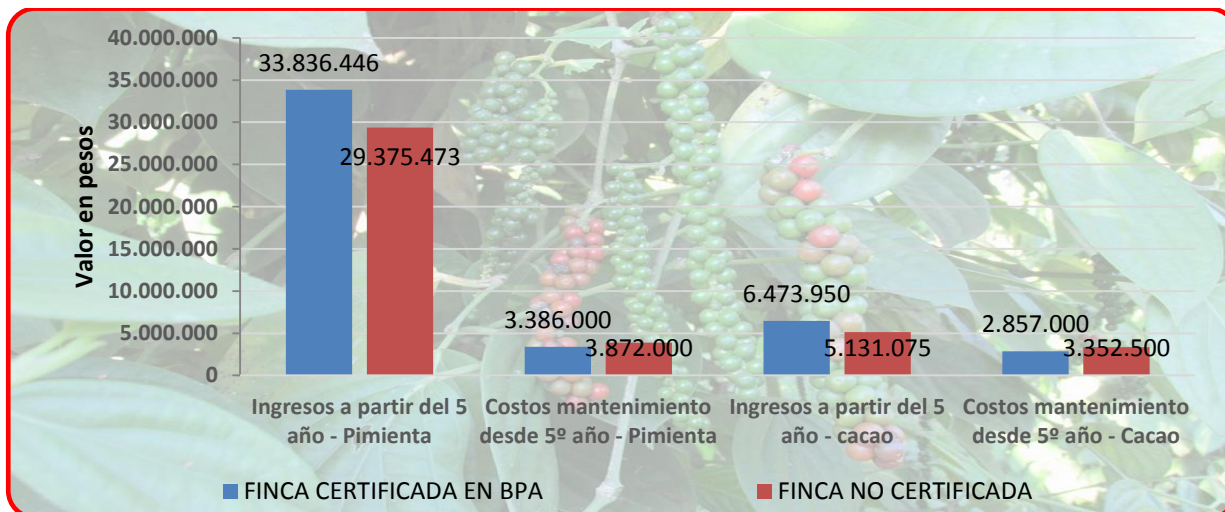 40.000.000
35.000.000
30.000.000
25.000.000
20.000.000
15.000.000
10.000.000
5.000.000
0
Valor en pesos
33.836.446
29.375.473
3.386.000
3.872.000
6.473.950
5.131.075
2.857.000
3.352.500
Ingresos a partir del 5
año - Pimienta
Costos mantenimiento
desde 5º año - Pimienta
Ingresos a partir del 5
año - cacao
Costos mantenimiento
desde 5º año - Cacao
FINCA CERTIFICADA EN BPA
FINCA NO CERTIFICADA